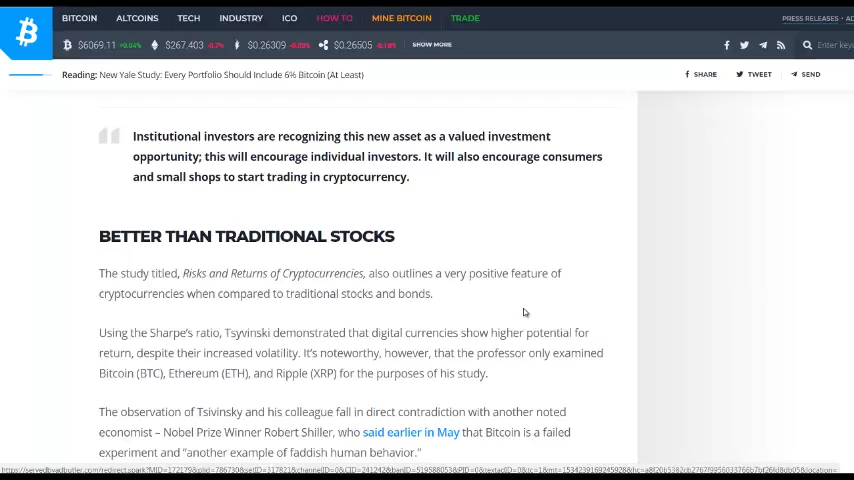 BITCOIN ALTCOINS TECH INDUSTRY ICO HOW TO MINE BITCOIN TRADE PRESS RELEASES
$6069.11 +0.04% $267.403 -0.7% $0.26309 $0.26505 -0.18% SHOW MORE Enter key
Reading: New Yale Study: Every Portfolio Should Include 6% Bitcoin (At Least) SHARE TWEET SEND
Institutional investors are recognizing this new asset as a valued investment
opportunity; this will encourage individual investors. It will also encourage consumers
and small shops to start trading in cryptocurrency.
BETTER THAN TRADITIONAL STOCKS
The study titled, Risks and Returns of Cryptocurrencies, also outlines a very positive feature of
cryptocurrencies when compared to traditional stocks and bonds.
Using the Sharpe's ratio, Tsyvinski demonstrated that digital currencies show higher potential for
return, despite their increased volatility. It's noteworthy, however, that the professor only examined
Bitcoin (BTC), Ethereum (ETH), and Ripple (XRP) for the purposes of his study.
The observation of Tsivinsky and his colleague fall in direct contradiction with another noted
economist – Nobel Prize Winner Robert Shiller, who said earlier in May that Bitcoin is a failed
experiment and "another example of faddish human behavior."